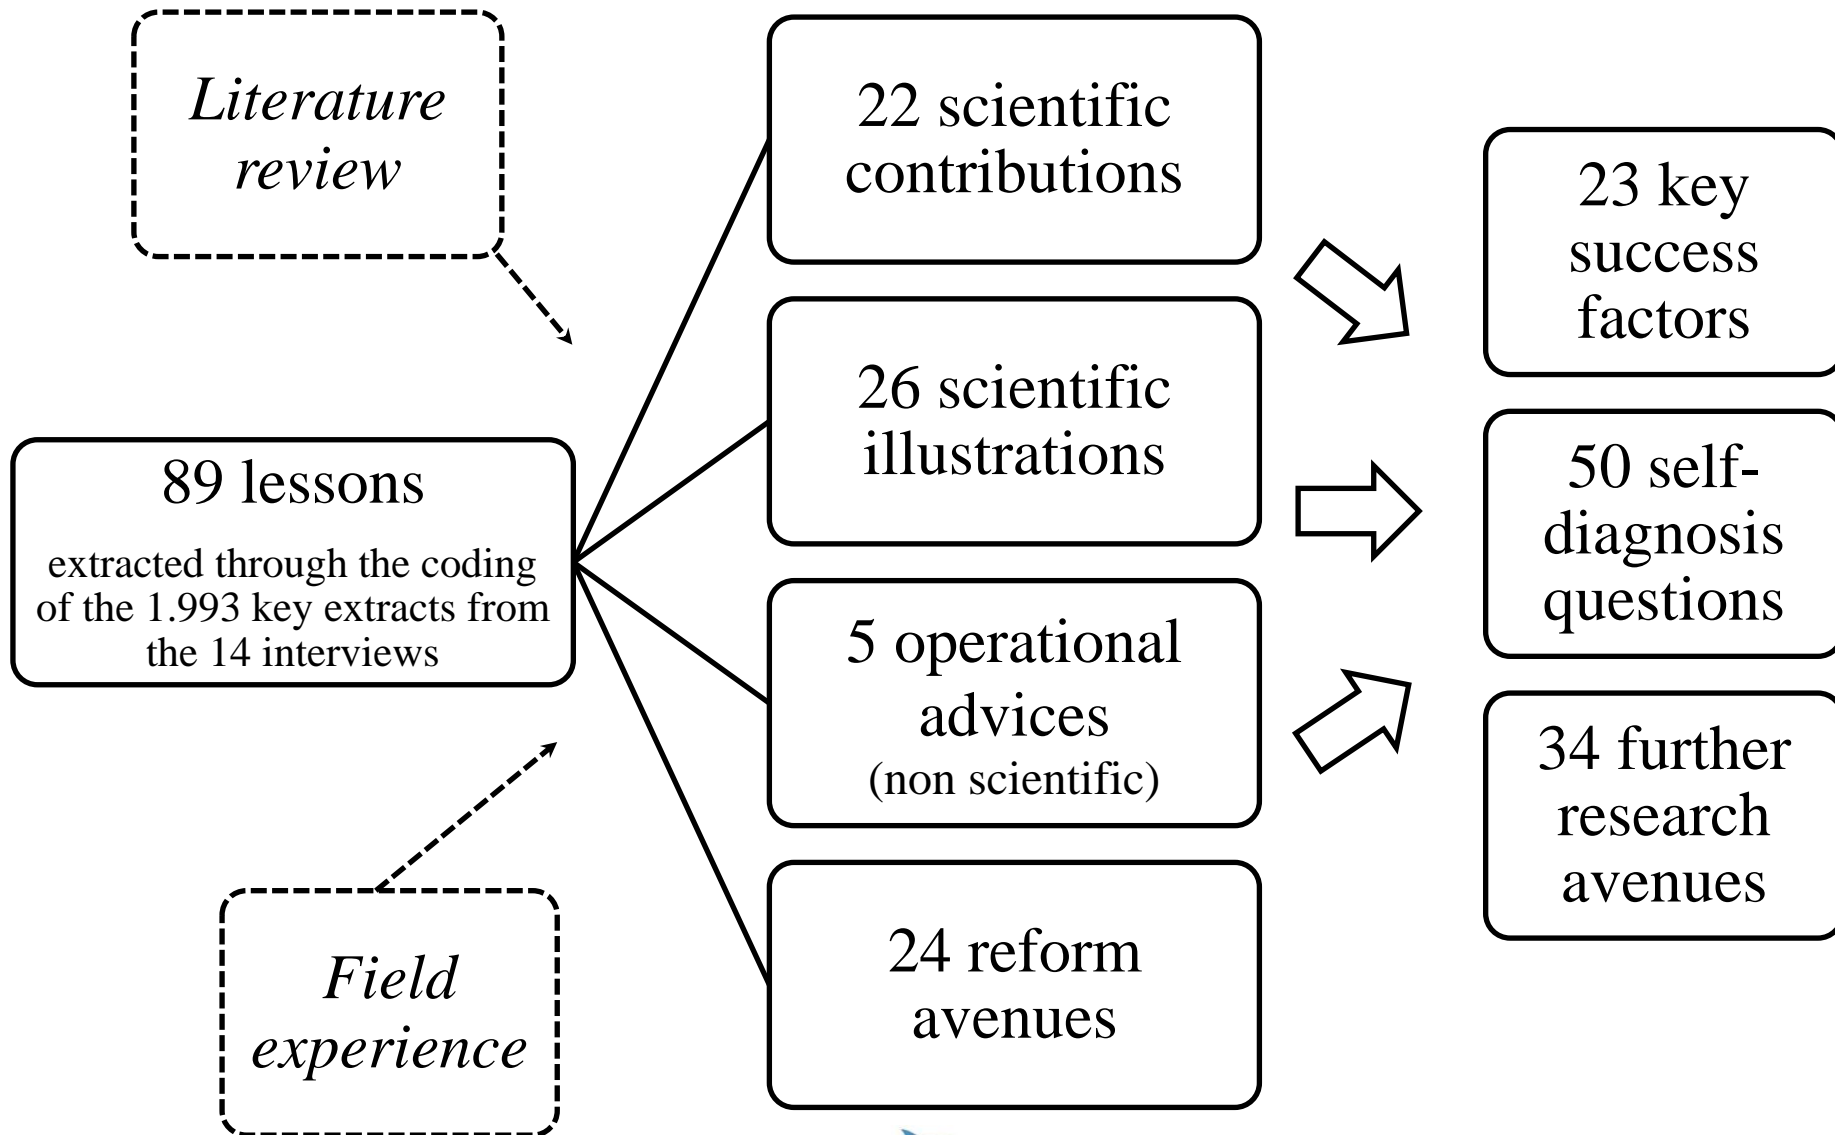 Literature
review
89 lessons
extracted through the coding
of the 1.993 key extracts from
the 14 interviews
Field
experience
22 scientific
contributions
26 scientific
illustrations
5 operational
advices
(non scientific)
24 reform
avenues
23 key
success
factors
50 self-
diagnosis
questions
34 further
research
avenues